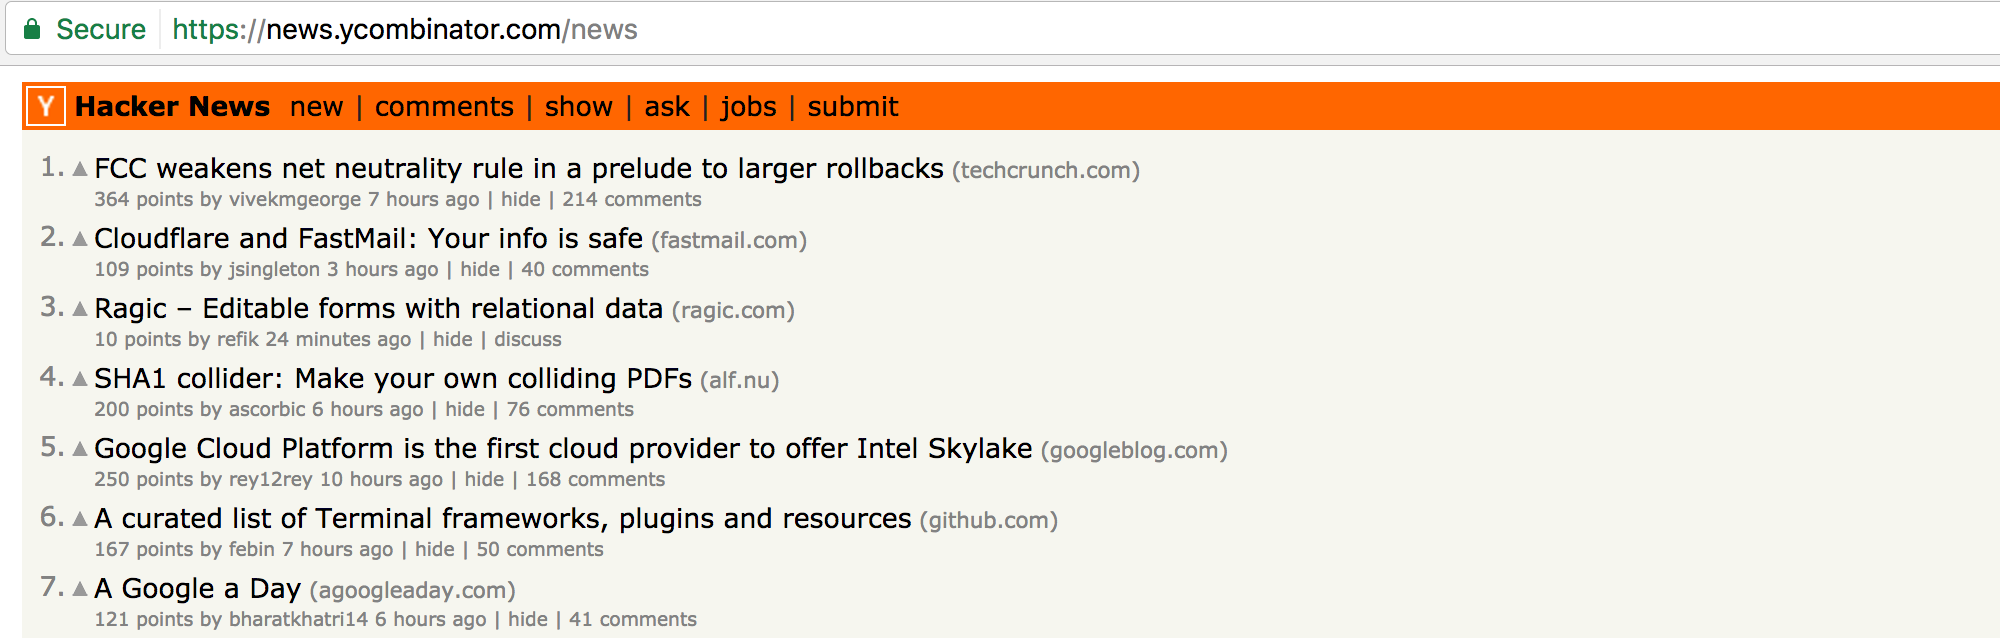 Secure https://news.ycombinator.com/news
Y Hacker News new | comments | show | ask | jobs | submit
1. ▲ FCC weakens net neutrality rule in a prelude to larger rollbacks (techcrunch.com)
364 points by vivekmgeorge 7 hours ago | hide | 214 comments
2. ▲ Cloudflare and FastMail: Your info is safe (fastmail.com)
109 points by jsingleton 3 hours ago | hide | 40 comments
3. ▲ Ragic – Editable forms with relational data (ragic.com)
10 points by refik 24 minutes ago | hide | discuss
4. ▲ SHA1 collider: Make your own colliding PDFs (alf.nu)
200 points by ascorbic 6 hours ago | hide | 76 comments
5. ▲ Google Cloud Platform is the first cloud provider to offer Intel Skylake (googleblog.com)
250 points by rey12rey 10 hours ago | hide | 168 comments
6. ▲ A curated list of Terminal frameworks, plugins and resources (github.com)
167 points by febin 7 hours ago | hide | 50 comments
7. ▲ A Google a Day (agoogleaday.com)
121 points by bharatkhatri14 6 hours ago | hide | 41 comments